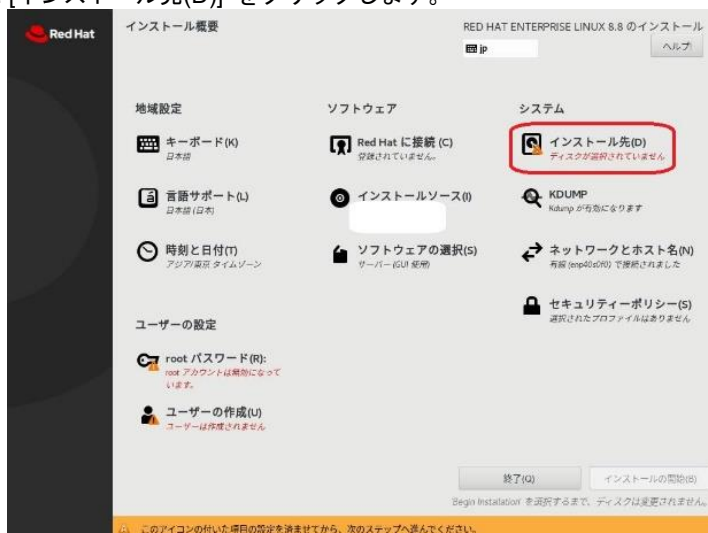 [インストール先(D)] をクリックします。
Red Hat
インストール概要
RED HAT ENTERPRISE LINUX 8.8 のインストール
jp
ヘルプ
地域設定
キーボード(K)
日本語
言語サポート(L)
日本語 (日本)
時刻と日付(T)
アジア/東京 タイムゾーン
ユーザーの設定
root パスワード(R):
root アカウントは無効になって
います。
ユーザーの作成(U)
ユーザーは作成されません
ソフトウェア
Red Hat に接続 (C)
登録されていません。
インストールソース(I)
ソフトウェアの選択(S)
サーバー (GUI 使用)
システム
インストール先(D)
ディスクが選択されていません
KDUMP
Kdump が有効になります
ネットワークとホスト名(N)
有線 (enp40s0f0) で接続されました
セキュリティーポリシー(S)
選択されたプロファイルはありません
終了(Q)
インストールの開始(B)
'Begin Installation' を選択するまで、ディスクは変更されません。
このアイコンの付いた項目の設定を済ませてから、次のステップへ進んでください。